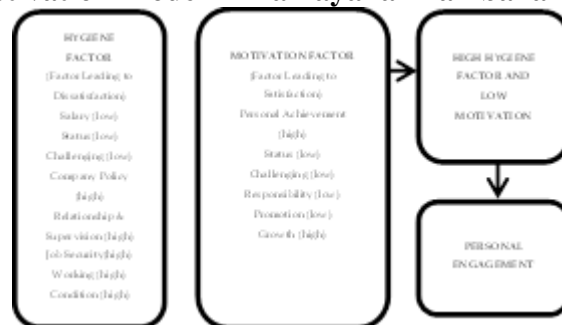 HYGIENE
FACTOR
(Factor Leading to
Dissatisfaction)
Salary (low)
Status (low)
Challenging (low)
Company Policy
(high)
Relationship &
Supervision (high)
Job Security(high)
Working (high)
Condition (high)
MOTIVATION FACTOR
(Factor Leading to
Satisfaction)
Personal Achievement
(high)
Status (low)
Challenging (low)
Responsibility (low)
Promotion (low)
Growth (high)
HIGH HYGIENE
FACTOR AND
LOW
MOTIVATION
PERSONAL
ENGAGEMENT